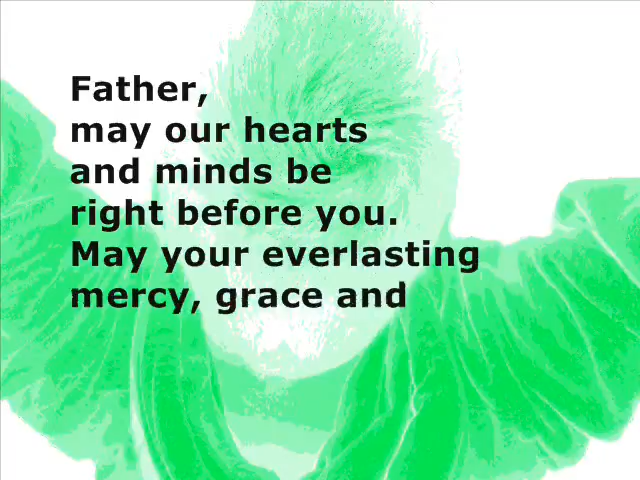 Father,
may our hearts
and minds be
right before you.
May your everlasting
mercy, grace and